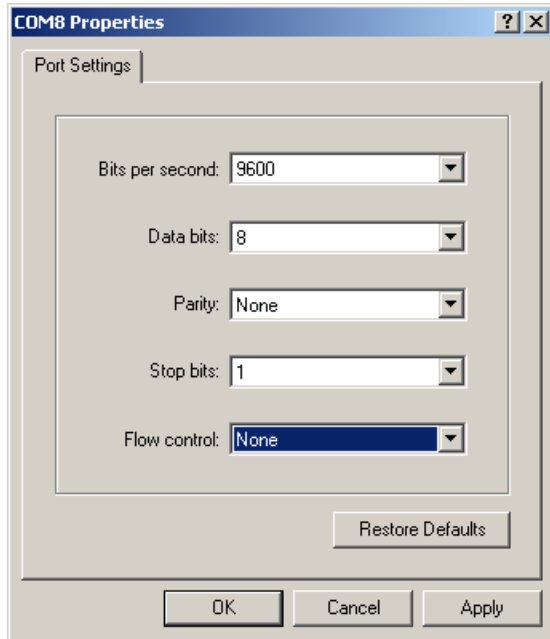 COM8 Properties
Port Settings
Bits per second: 9600
Data bits: 8
Parity: None
Stop bits: 1
Flow control: None
Restore Defaults
OK Cancel Apply